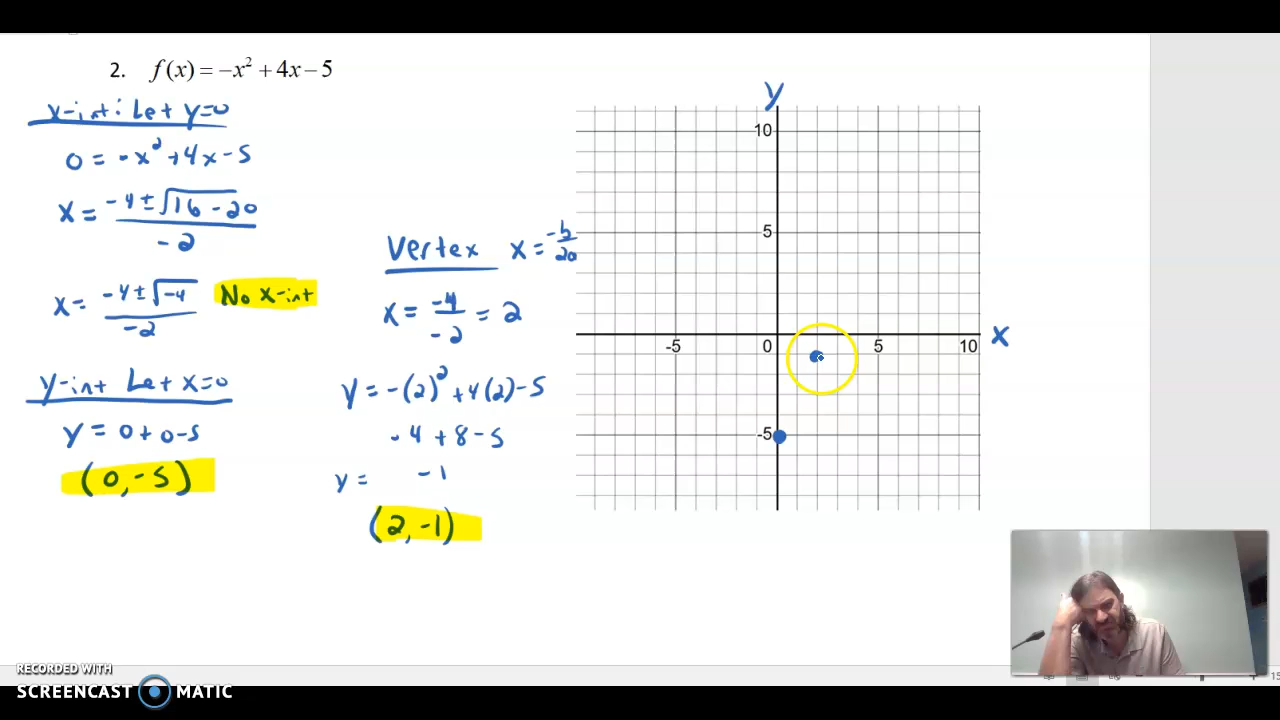 2. f(x) = −x² + 4x − 5
x-int: Let y=0
0 = -x² + 4x - 5
x = -4 ± √16 - 20 / -2
x = -4 ± √-4 / -2 No x-int
y-int Let x=0
y = 0 + 0 - 5
(0, -5)
Vertex x = -b / 2a
x = -4 / -2 = 2
y = -(2)² + 4(2) - 5
- 4 + 8 - 5
y = -1
(2, -1)
y
10
5
-5 0 5 10 x
-5
RECORDED WITH
SCREENCAST MATIC